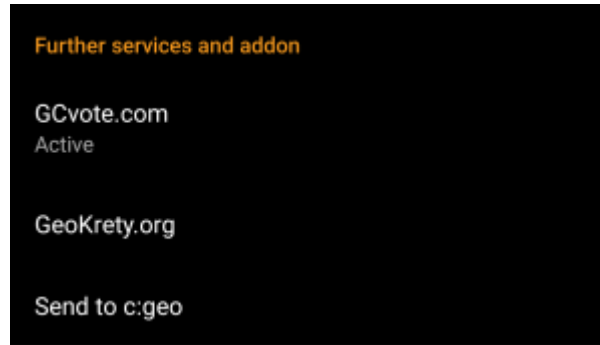 Further services and addon
GCvote.com
Active
GeoKrety.org
Send to c:geo